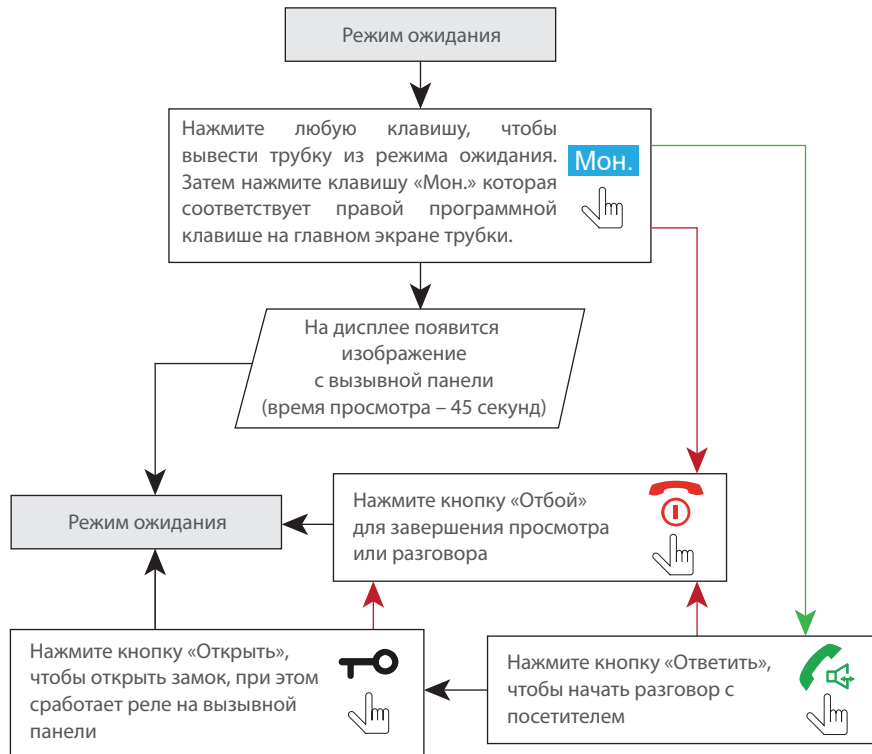 Режим ожидания
Нажмите любую клавишу, чтобы
вывести трубку из режима ожидания.
Затем нажмите клавишу «Мон.» которая
соответствует правой программной
клавише на главном экране трубки.
Мон.
На дисплее появится
изображение
с вызывной панели
(время просмотра – 45 секунд)
Режим ожидания
Нажмите кнопку «Отбой»
для завершения просмотра
или разговора
Нажмите кнопку «Открыть»,
чтобы открыть замок, при этом
сработает реле на вызывной
панели
Нажмите кнопку «Ответить»,
чтобы начать разговор с
посетителем